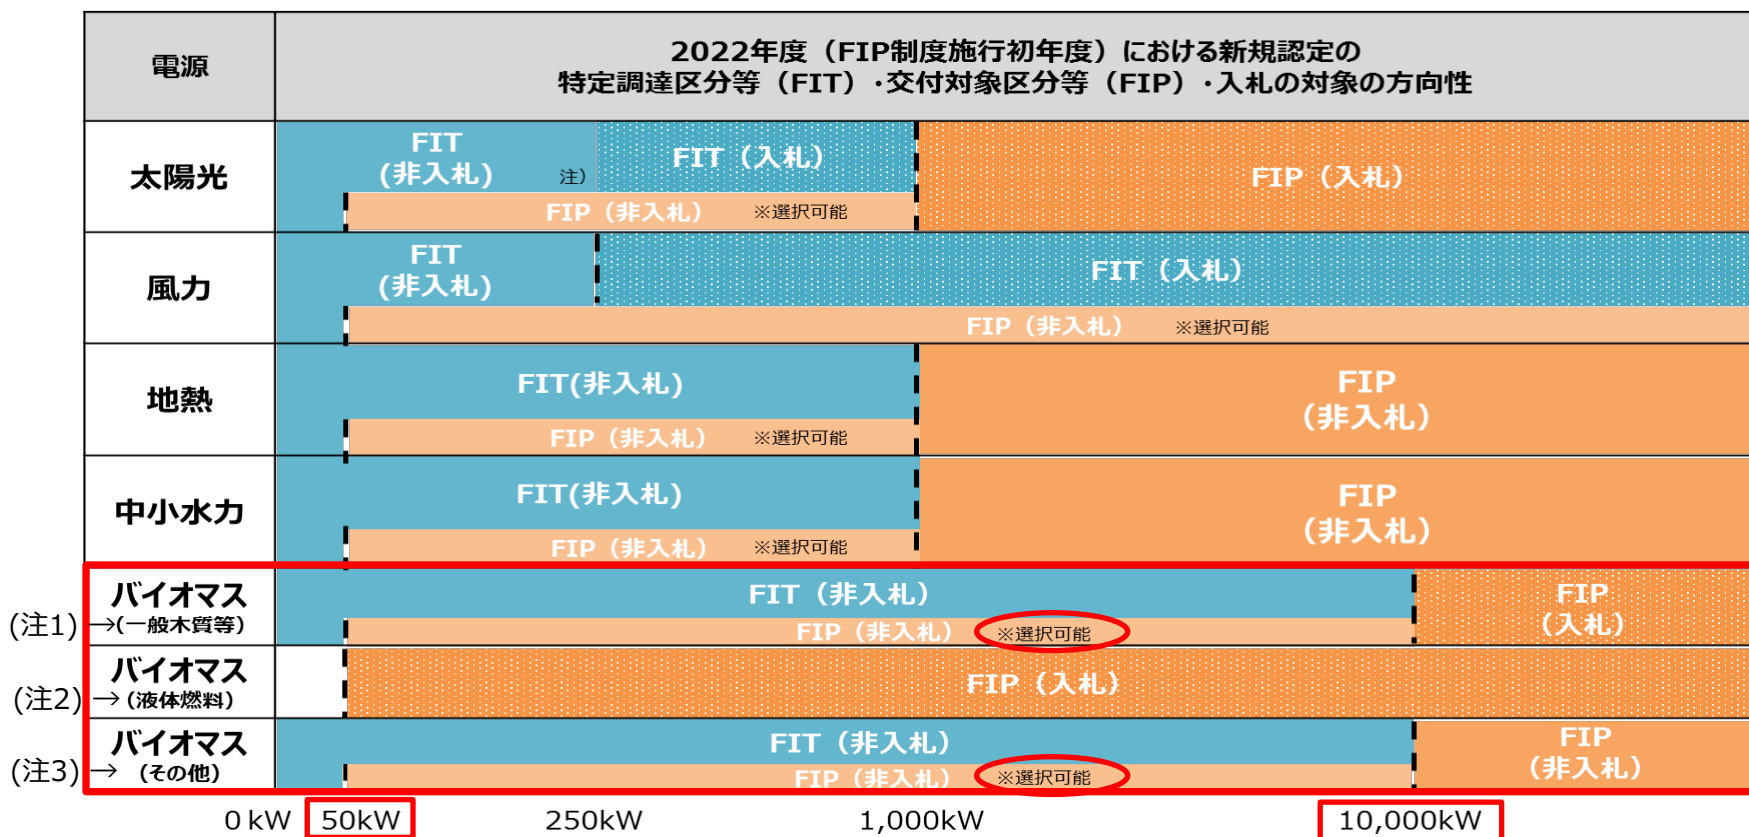 電源
2022年度（FIP制度施行初年度）における新規認定の
特定調達区分等（FIT）・交付対象区分等（FIP）・入札の対象の方向性
太陽光
FIT
(非入札)
注）
FIT（入札）
FIP（入札）
FIP（非入札） ※選択可能
風力
FIT
(非入札)
FIT（入札）
FIP（非入札） ※選択可能
地熱
FIT(非入札)
FIP
（非入札）
FIP（非入札） ※選択可能
中小水力
FIT(非入札)
FIP
（非入札）
FIP（非入札） ※選択可能
(注1)→
バイオマス
（一般木質等）
FIT（非入札）
FIP
（入札）
FIP（非入札） ※選択可能
(注2)→
バイオマス
（液体燃料）
FIP（入札）
(注3)→
バイオマス
（その他）
FIT（非入札）
FIP
（非入札）
FIP（非入札） ※選択可能
0 kW 50kW 250kW 1,000kW 10,000kW